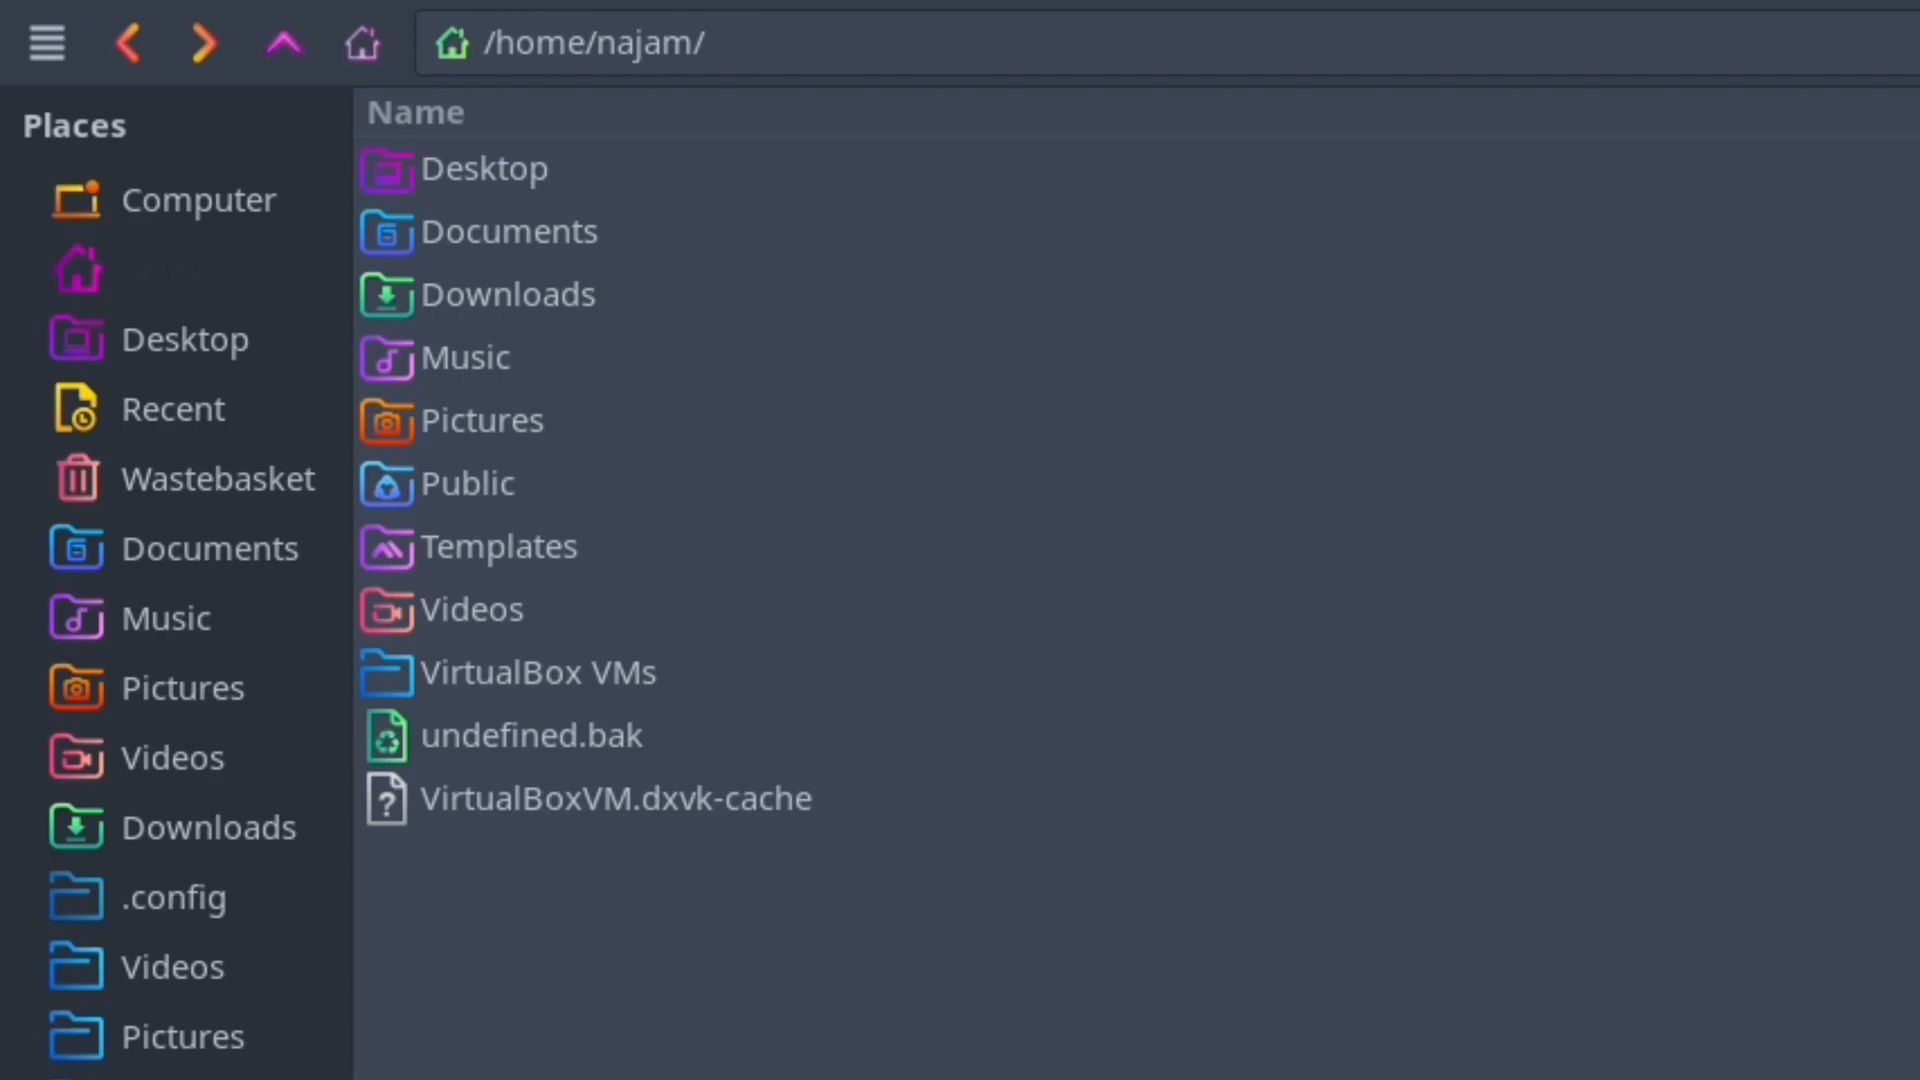 /home/najam/
Places
Computer
Desktop
Recent
Wastebasket
Documents
Music
Pictures
Videos
Downloads
.config
Videos
Pictures
Name
Desktop
Documents
Downloads
Music
Pictures
Public
Templates
Videos
VirtualBox VMs
undefined.bak
VirtualBoxVM.dxvk-cache